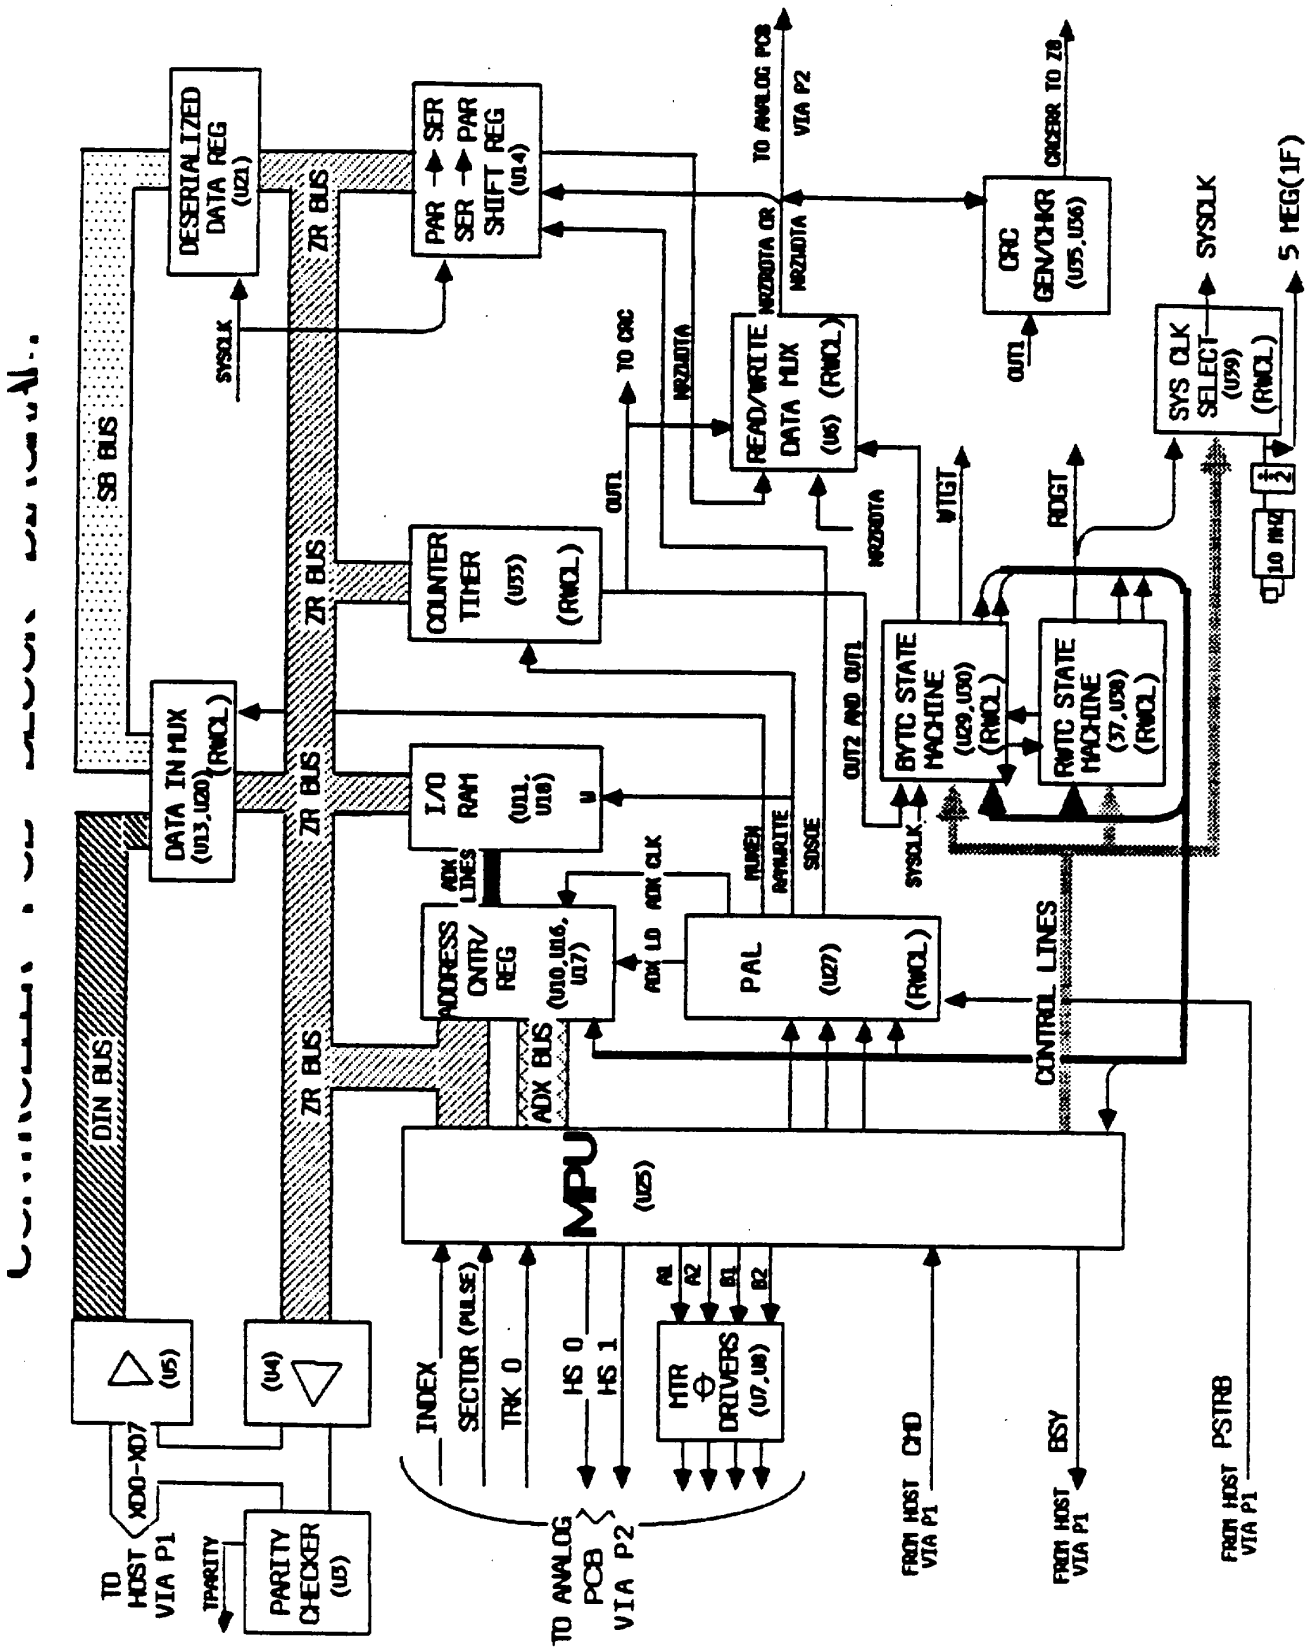 TO
HOST
VIA P1
XD0-XD7
(U5)
DIN BUS
DATA IN MUX
(U13,U20)
(RWCL)
SB BUS
DESERIALIZED
DATA REG
(U21)
SYSCLK
TPARITY
PARITY
CHECKER
(U3)
(U4)
ZR BUS
ZR BUS
ZR BUS
ZR BUS
INDEX
SECTOR (PULSE)
TRK 0
HS 0
HS 1
TO ANALOG
PCB
VIA P2
MTR
Φ
DRIVERS
(U7,U8)
A1
A2
B1
B2
MPU
(U25)
ADX BUS
ADDRESS
CNTR/
REG
(U10,U16,
U17)
ADX
LINES
I/O
RAM
(U11,
U18)
W
COUNTER
TIMER
(U33)
(RWCL)
PAR → SER
SER → PAR
SHIFT REG
(U14)
ADX LD
ADX CLK
PAL
(U27)
(RWCL)
MUXEN
RAMWRITE
SDSOE
OUT1
TO CRC
NRZWDTA
READ/WRITE
DATA MUX
(U6) (RWCL)
NRZRDTA
NRZRDTA OR
NRZWDTA
TO ANALOG PCB
VIA P2
OUT2 AND OUT1
SYSCLK
BYTC STATE
MACHINE
(U29,U30)
(RWCL)
WTGT
OUT1
CRC
GEN/CHKR
(U35,U36)
CRCERR TO Z8
FROM HOST
VIA P1
CMD
FROM HOST
VIA P1
BSY
FROM HOST
VIA P1
PSTRB
CONTROL LINES
RWTC STATE
MACHINE
(37,U38)
(RWCL)
RDGT
SYS CLK
SELECT
(U39)
(RWCL)
SYSCLK
10 MHZ
÷2
5 MEG(1F)